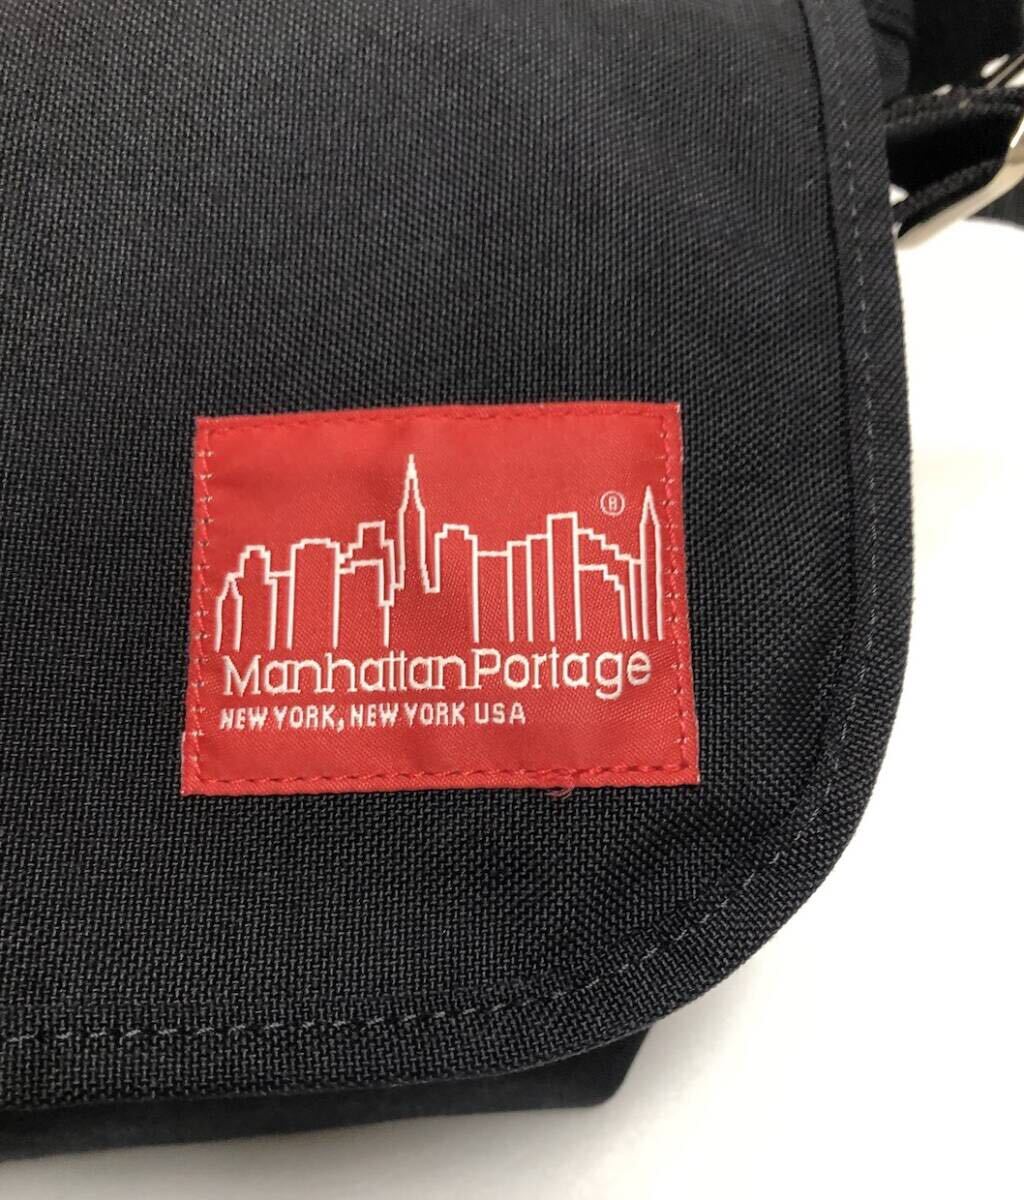 ®
ManhattanPortage
NEW YORK, NEW YORK USA